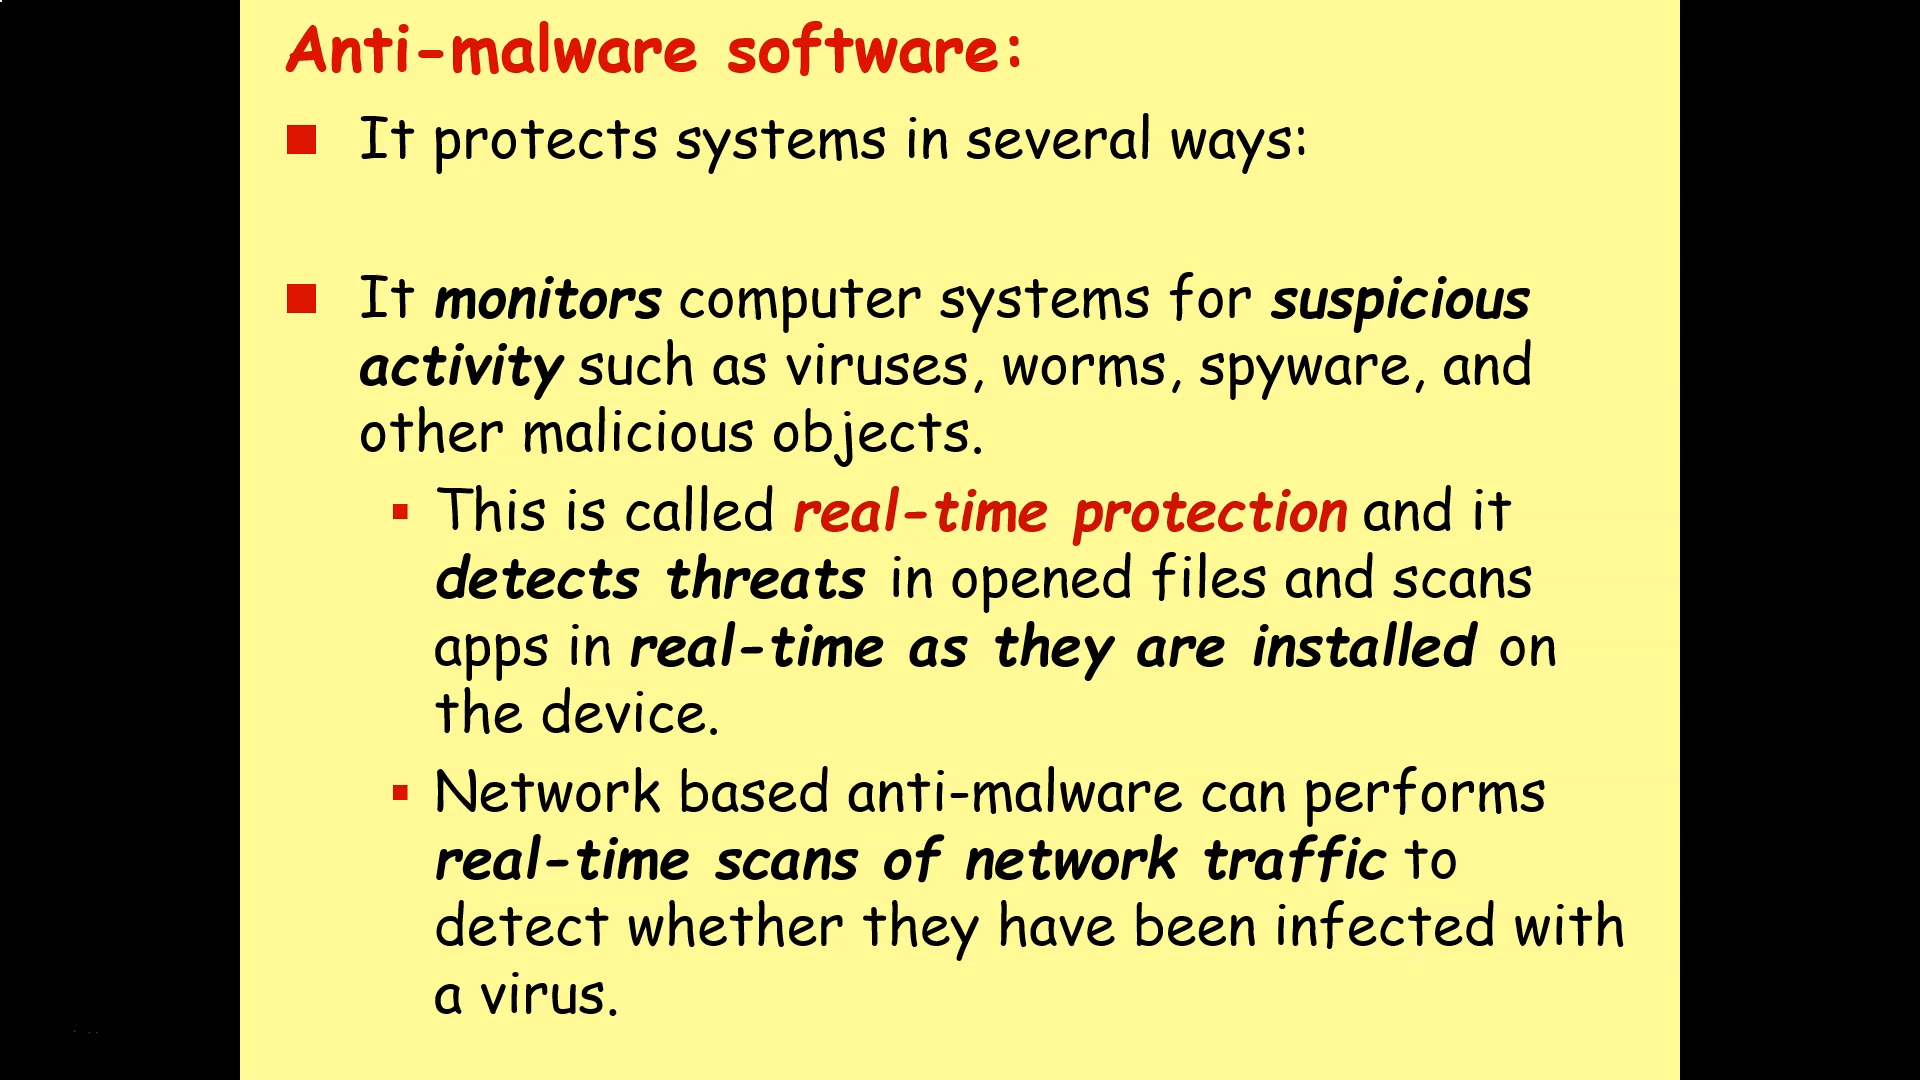 Anti-malware software:
It protects systems in several ways:
It monitors computer systems for suspicious
activity such as viruses, worms, spyware, and
other malicious objects.
This is called real-time protection and it
detects threats in opened files and scans
apps in real-time as they are installed on
the device.
Network based anti-malware can performs
real-time scans of network traffic to
detect whether they have been infected with
a virus.